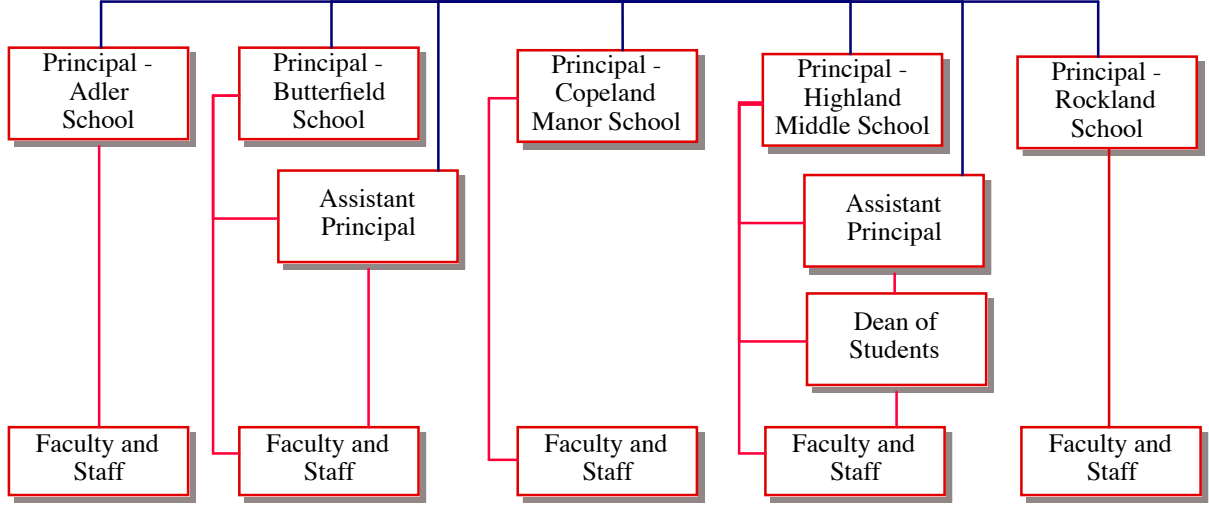 Principal -
Adler
School
Principal -
Butterfield
School
Principal -
Copeland
Manor School
Principal -
Highland
Middle School
Principal -
Rockland
School
Assistant
Principal
Assistant
Principal
Dean of
Students
Faculty and
Staff
Faculty and
Staff
Faculty and
Staff
Faculty and
Staff
Faculty and
Staff